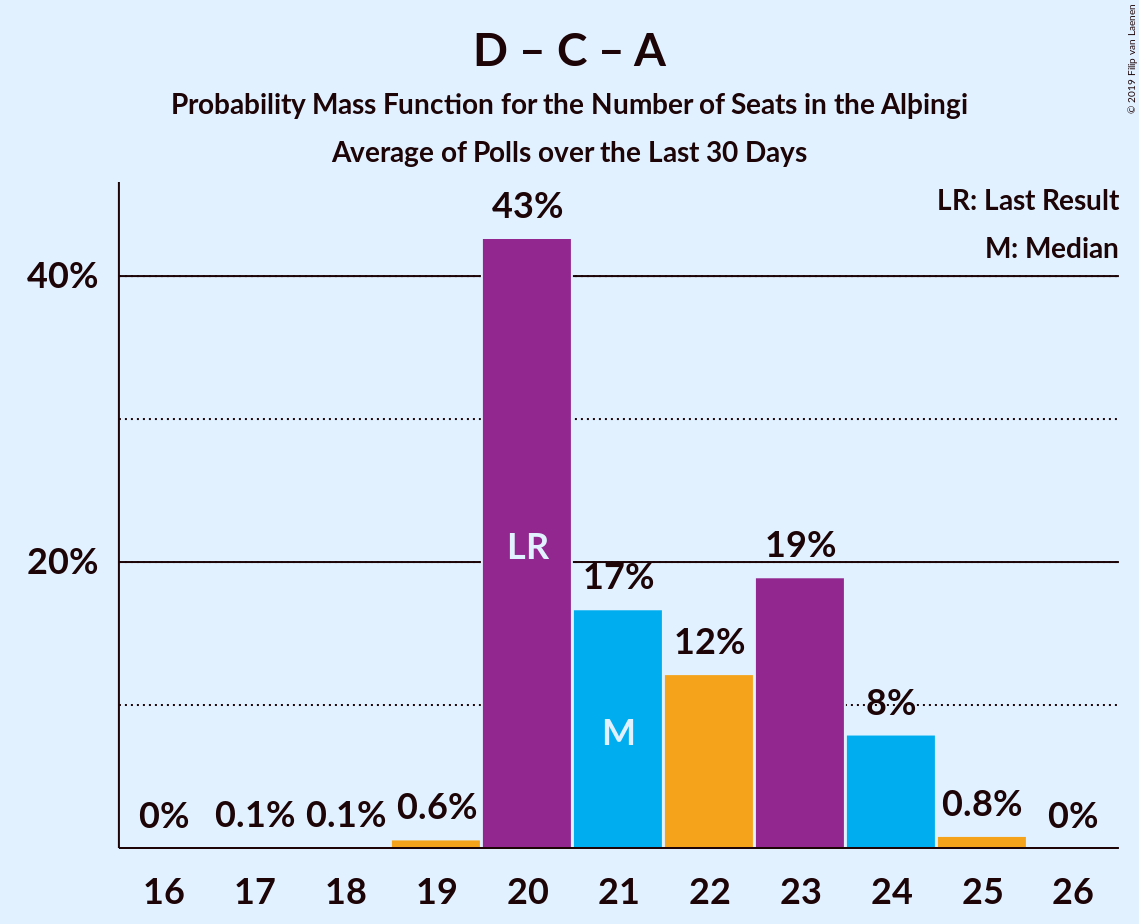 D – C – A
Probability Mass Function for the Number of Seats in the Alþingi
Average of Polls over the Last 30 Days
© 2019 Filip van Laenen
LR: Last Result
M: Median
43%
40%
20%
LR
17%
19%
12%
M
8%
0%
0.1%
0.1%
0.6%
0.8%
0%
16 17 18 19 20 21 22 23 24 25 26